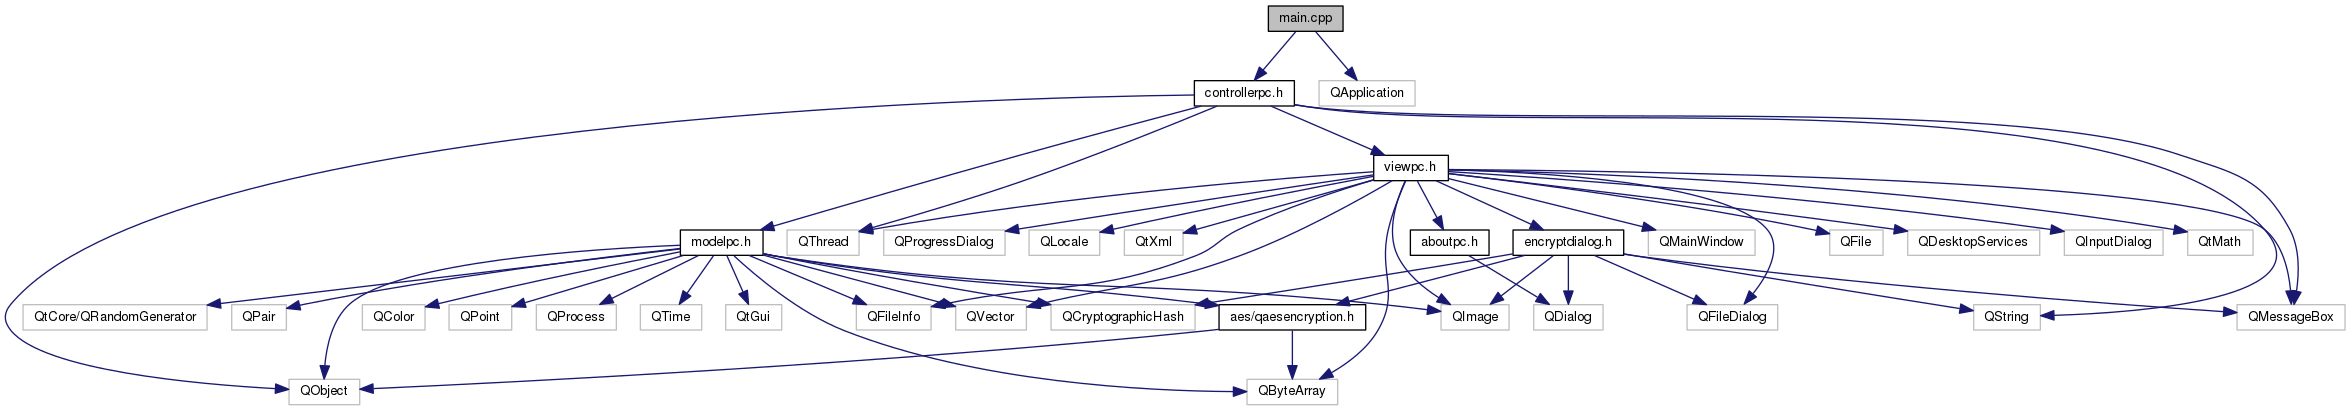 main.cpp
controllerpc.h
QApplication
viewpc.h
modelpc.h
QThread
QProgressDialog
QLocale
QtXml
aboutpc.h
encryptdialog.h
QMainWindow
QFile
QDesktopServices
QInputDialog
QtMath
QtCore/QRandomGenerator
QPair
QColor
QPoint
QProcess
QTime
QtGui
QFileInfo
QVector
QCryptographicHash
aes/qaesencryption.h
QImage
QDialog
QFileDialog
QString
QMessageBox
QObject
QByteArray